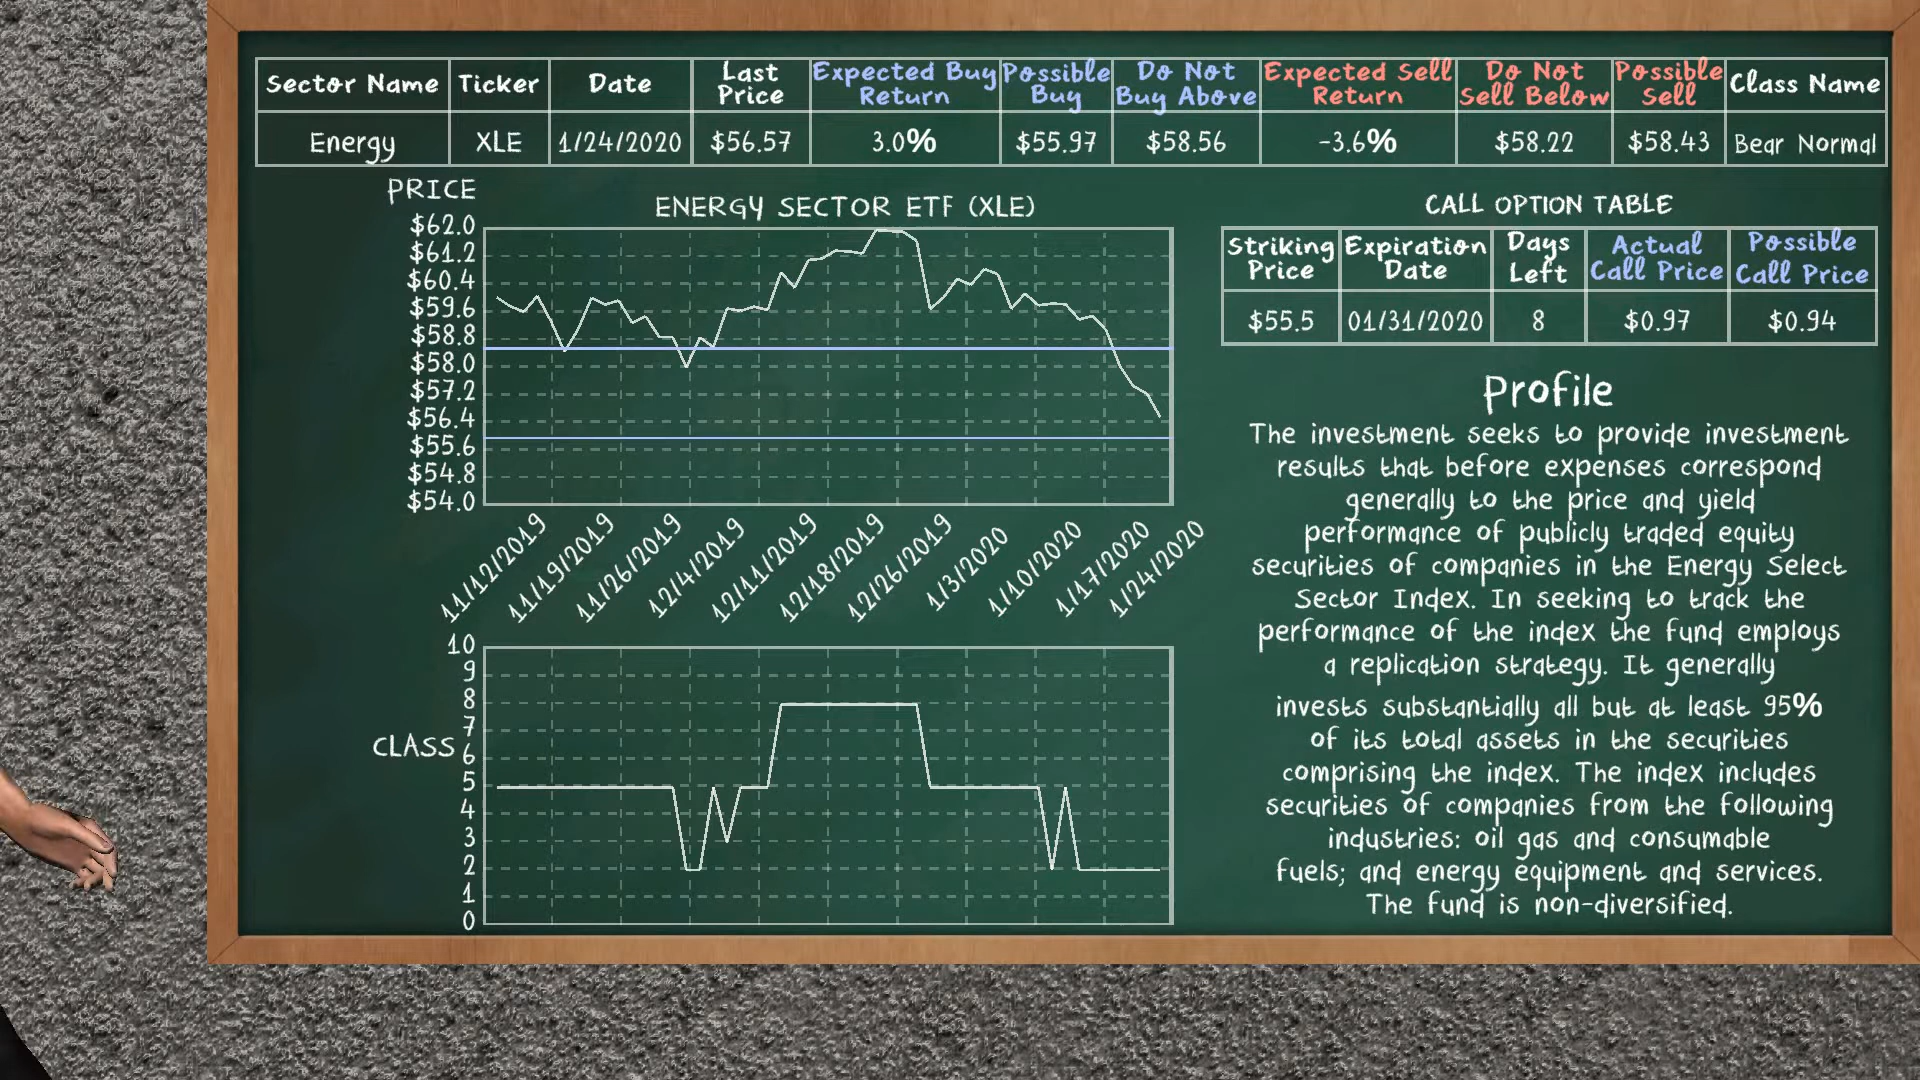 Sector Name Ticker Date Last Price Expected Buy Return Possible Buy Do Not Buy Above Expected Sell Return Do Not Sell Below Possible Sell Class Name
Energy XLE 1/24/2020 $56.57 3.0% $55.97 $58.56 -3.6% $58.22 $58.43 Bear Normal
PRICE
ENERGY SECTOR ETF (XLE)
$62.0
$61.2
$60.4
$59.6
$58.8
$58.0
$57.2
$56.4
$55.6
$54.8
$54.0
11/12/2019 11/19/2019 11/26/2019 12/4/2019 12/11/2019 12/18/2019 12/26/2019 1/3/2020 1/10/2020 1/17/2020 1/24/2020
CLASS
10
9
8
7
6
5
4
3
2
1
0
CALL OPTION TABLE
Striking Price Expiration Date Days Left Actual Call Price Possible Call Price
$55.5 01/31/2020 8 $0.97 $0.94
Profile
The investment seeks to provide investment
results that before expenses correspond
generally to the price and yield
performance of publicly traded equity
securities of companies in the Energy Select
Sector Index. In seeking to track the
performance of the index the fund employs
a replication strategy. It generally
invests substantially all but at least 95%
of its total assets in the securities
comprising the index. The index includes
securities of companies from the following
industries: oil gas and consumable
fuels; and energy equipment and services.
The fund is non-diversified.